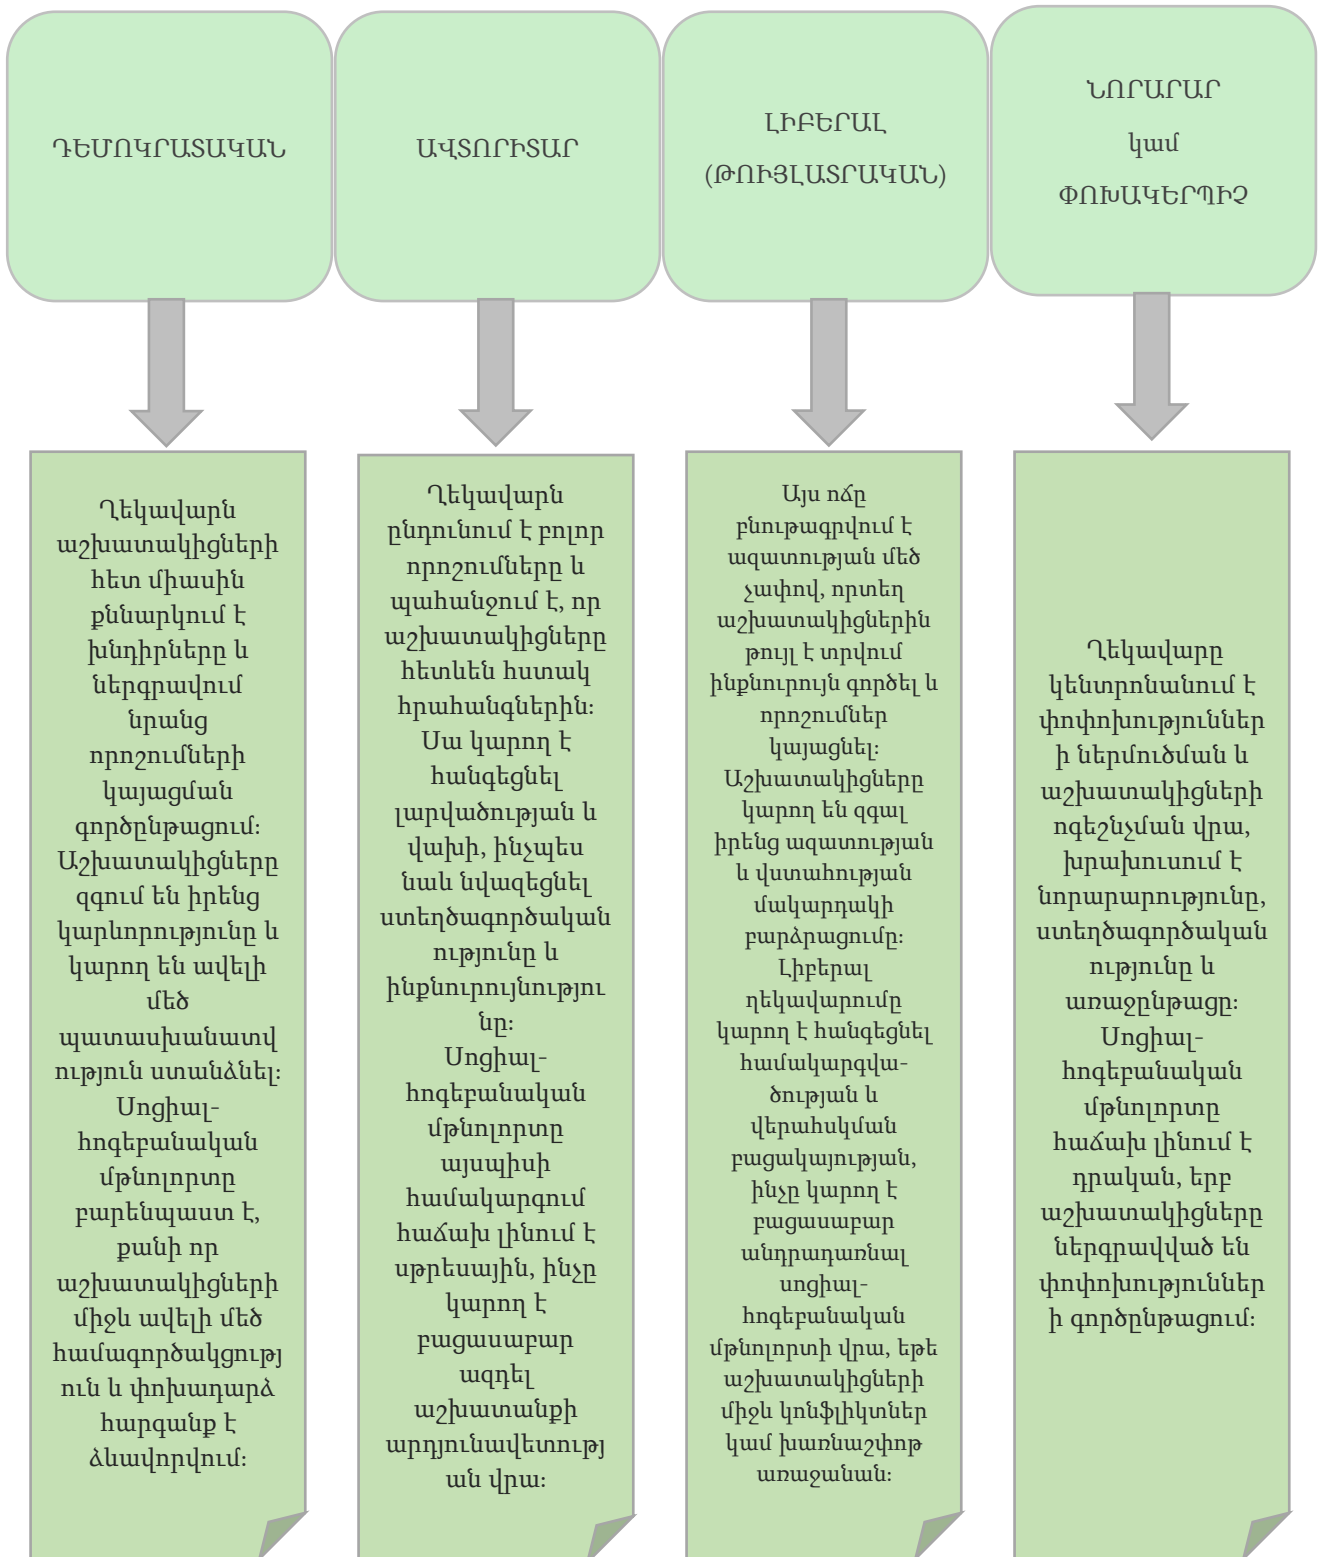 ԴԵՄՈԿՐԱՏԱԿԱՆ
ԱՎՏՈՐԻՏԱՐ
ԼԻԲԵՐԱԼ
(ԹՈՒՅԼԱՏՐԱԿԱՆ)
ՆՈՐԱՐԱՐ
կամ
ՓՈԽԱԿԵՐՊԻՉ
Ղեկավարն
աշխատակիցների
հետ միասին
քննարկում է
խնդիրները և
ներգրավում
նրանց
որոշումների
կայացման
գործընթացում:
Աշխատակիցները
զգում են իրենց
կարևորությունը և
կարող են ավելի
մեծ
պատասխանատվ
ություն ստանձնել:
Սոցիալ-
հոգեբանական
մթնոլորտը
բարենպաստ է,
քանի որ
աշխատակիցների
միջև ավելի մեծ
համագործակցությ
ուն և փոխադարձ
հարգանք է
ձևավորվում:
Ղեկավարն
ընդունում է բոլոր
որոշումները և
պահանջում է, որ
աշխատակիցները
հետևեն հստակ
հրահանգներին:
Սա կարող է
հանգեցնել
լարվածության և
վախի, ինչպես
նաև նվազեցնել
ստեղծագործական
ությունը և
ինքնուրույնությու
նը:
Սոցիալ-
հոգեբանական
մթնոլորտը
այսպիսի
համակարգում
հաճախ լինում է
սթրեսային, ինչը
կարող է
բացասաբար
ազդել
աշխատանքի
արդյունավետությ
ան վրա:
Այս ոճը
բնութագրվում է
ազատության մեծ
չափով, որտեղ
աշխատակիցներին
թույլ է տրվում
ինքնուրույն գործել և
որոշումներ
կայացնել:
Աշխատակիցները
կարող են զգալ
իրենց ազատության
և վստահության
մակարդակի
բարձրացումը:
Լիբերալ
ղեկավարումը
կարող է հանգեցնել
համակարգվա-
ծության և
վերահսկման
բացակայության,
ինչը կարող է
բացասաբար
անդրադառնալ
սոցիալ-
հոգեբանական
մթնոլորտի վրա, եթե
աշխատակիցների
միջև կոնֆլիկտներ
կամ խառնաշփոթ
առաջանան:
Ղեկավարը
կենտրոնանում է
փոփոխություններ
ի ներմուծման և
աշխատակիցների
ոգեշնչման վրա,
խրախուսում է
նորարարությունը,
ստեղծագործական
ությունը և
առաջընթացը:
Սոցիալ-
հոգեբանական
մթնոլորտը
հաճախ լինում է
դրական, երբ
աշխատակիցները
ներգրավված են
փոփոխություններ
ի գործընթացում: